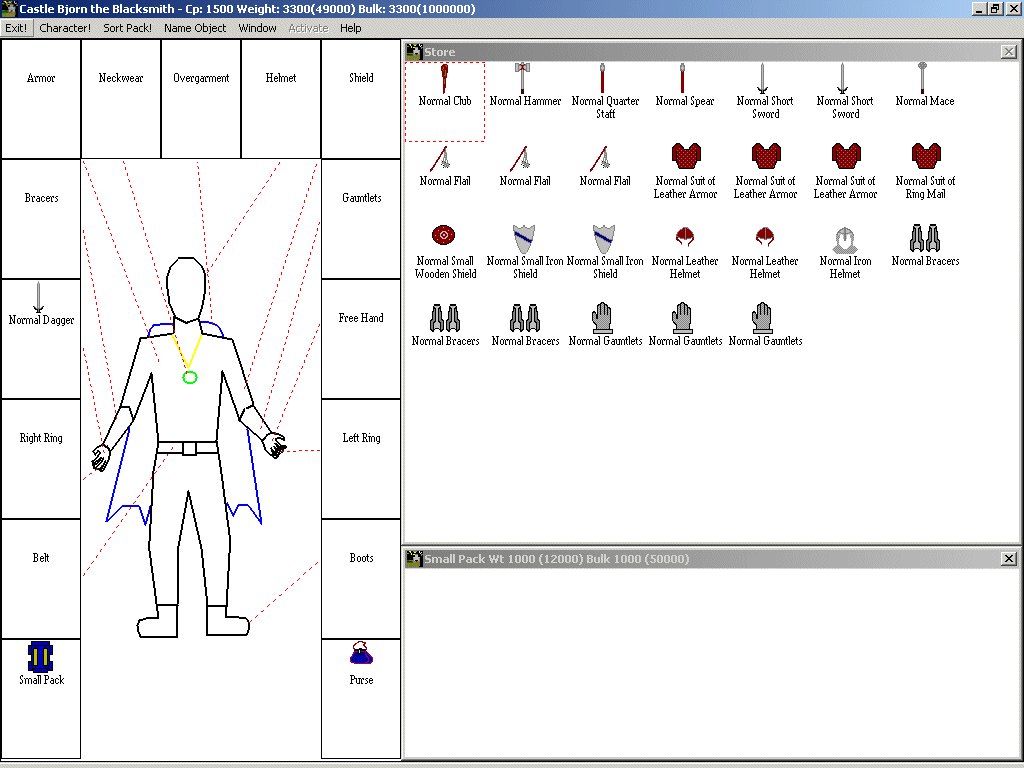 Castle Bjorn the Blacksmith - Cp: 1500 Weight: 3300(49000) Bulk: 3300(1000000)
Exit! Character! Sort Pack! Name Object Window Activate Help
Armor Neckwear Overgarment Helmet Shield
Bracers Gauntlets
Normal Dagger Free Hand
Right Ring Left Ring
Belt Boots
Small Pack Purse
Store
Normal Club Normal Hammer Normal Quarter Normal Spear Normal Short Normal Short Normal Mace
Staff Sword Sword
Normal Flail Normal Flail Normal Flail Normal Suit of Normal Suit of Normal Suit of Normal Suit of
Leather Armor Leather Armor Leather Armor Ring Mail
Normal Small Normal Small Iron Normal Small Iron Normal Leather Normal Leather Normal Iron Normal Bracers
Wooden Shield Shield Shield Helmet Helmet Helmet
Normal Bracers Normal Bracers Normal Gauntlets Normal Gauntlets Normal Gauntlets
Small Pack Wt 1000 (12000) Bulk 1000 (50000)